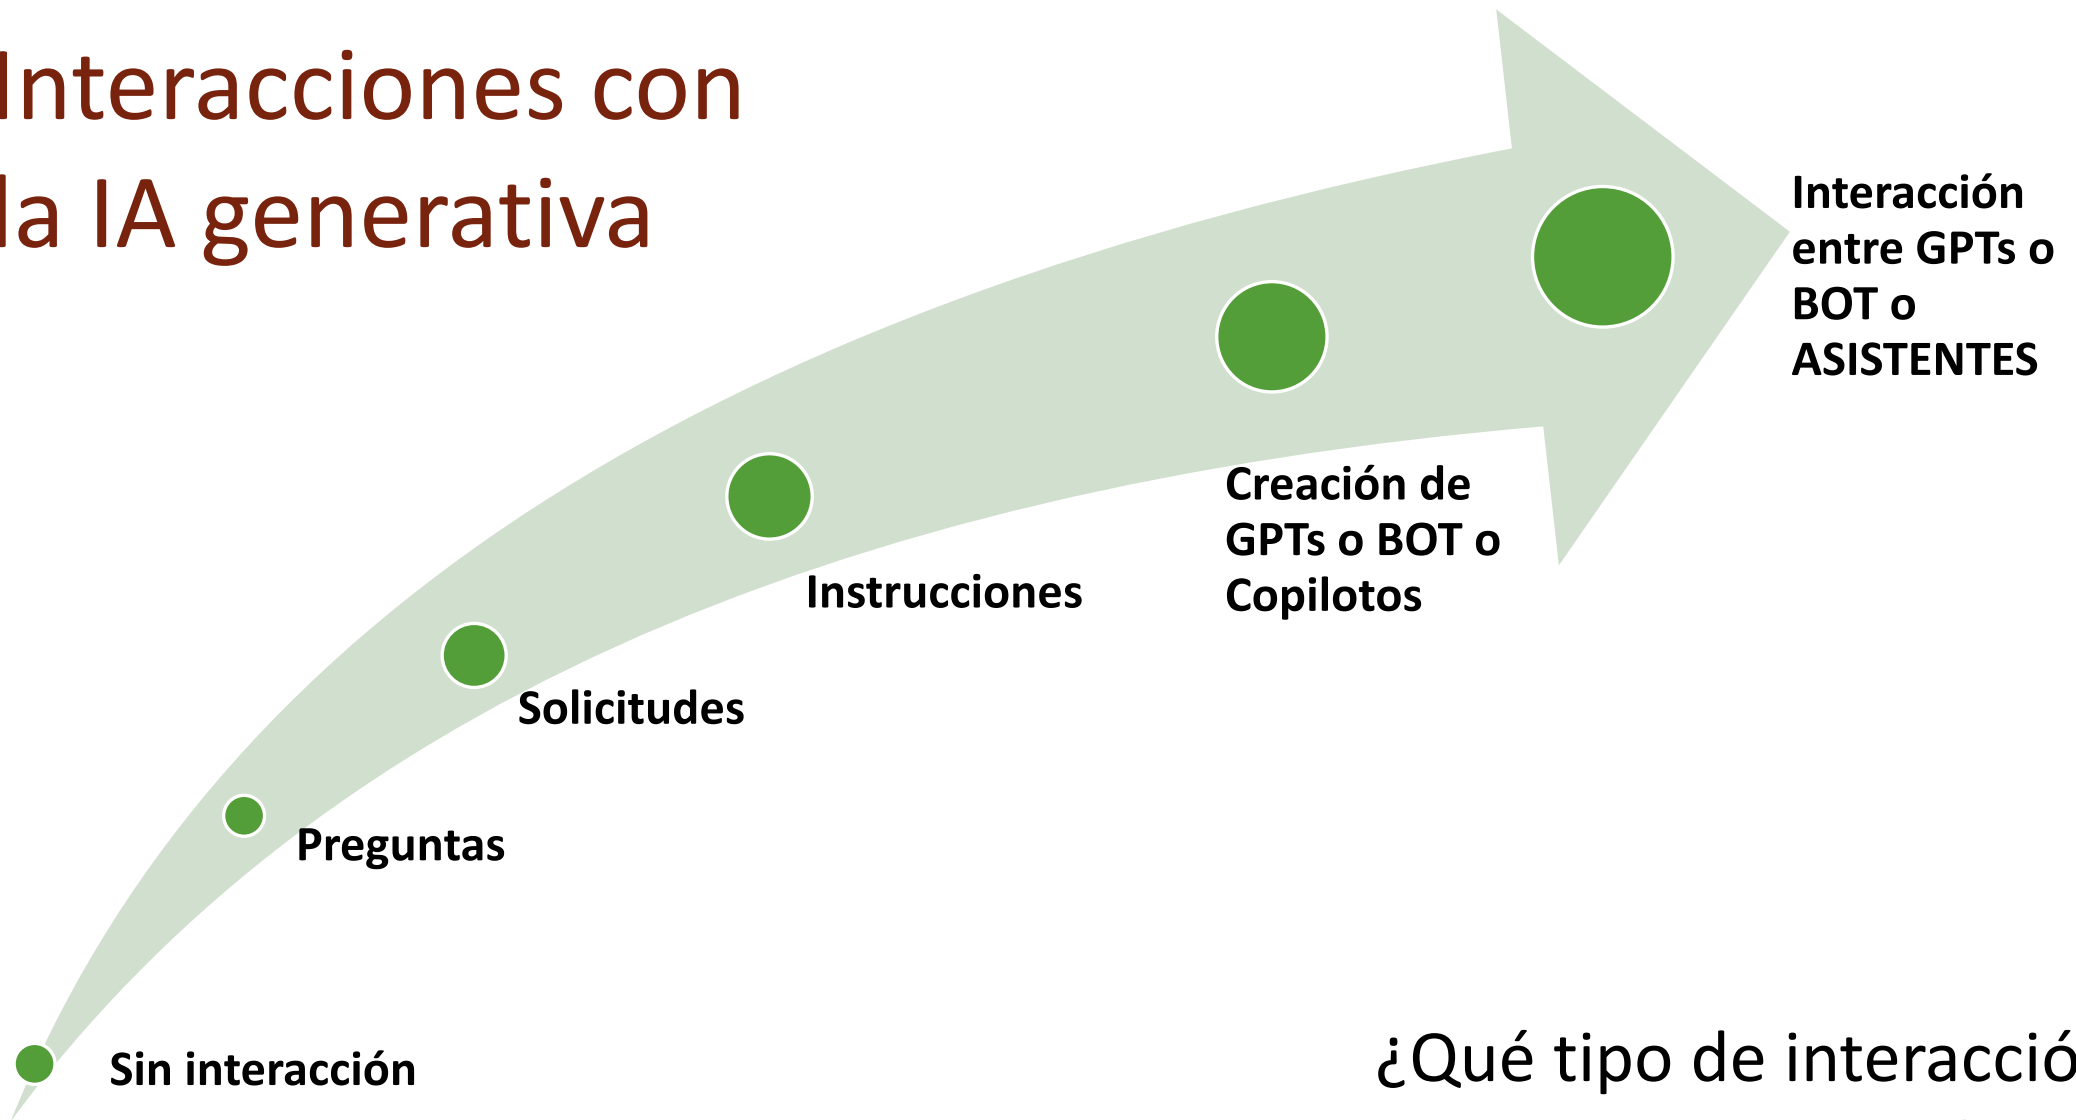 Interacciones con
la IA generativa
Interacción
entre GPTs o
BOT o
ASISTENTES
Creación de
GPTs o BOT o
Copilotos
Instrucciones
Solicitudes
Preguntas
Sin interacción
¿Qué tipo de interacció